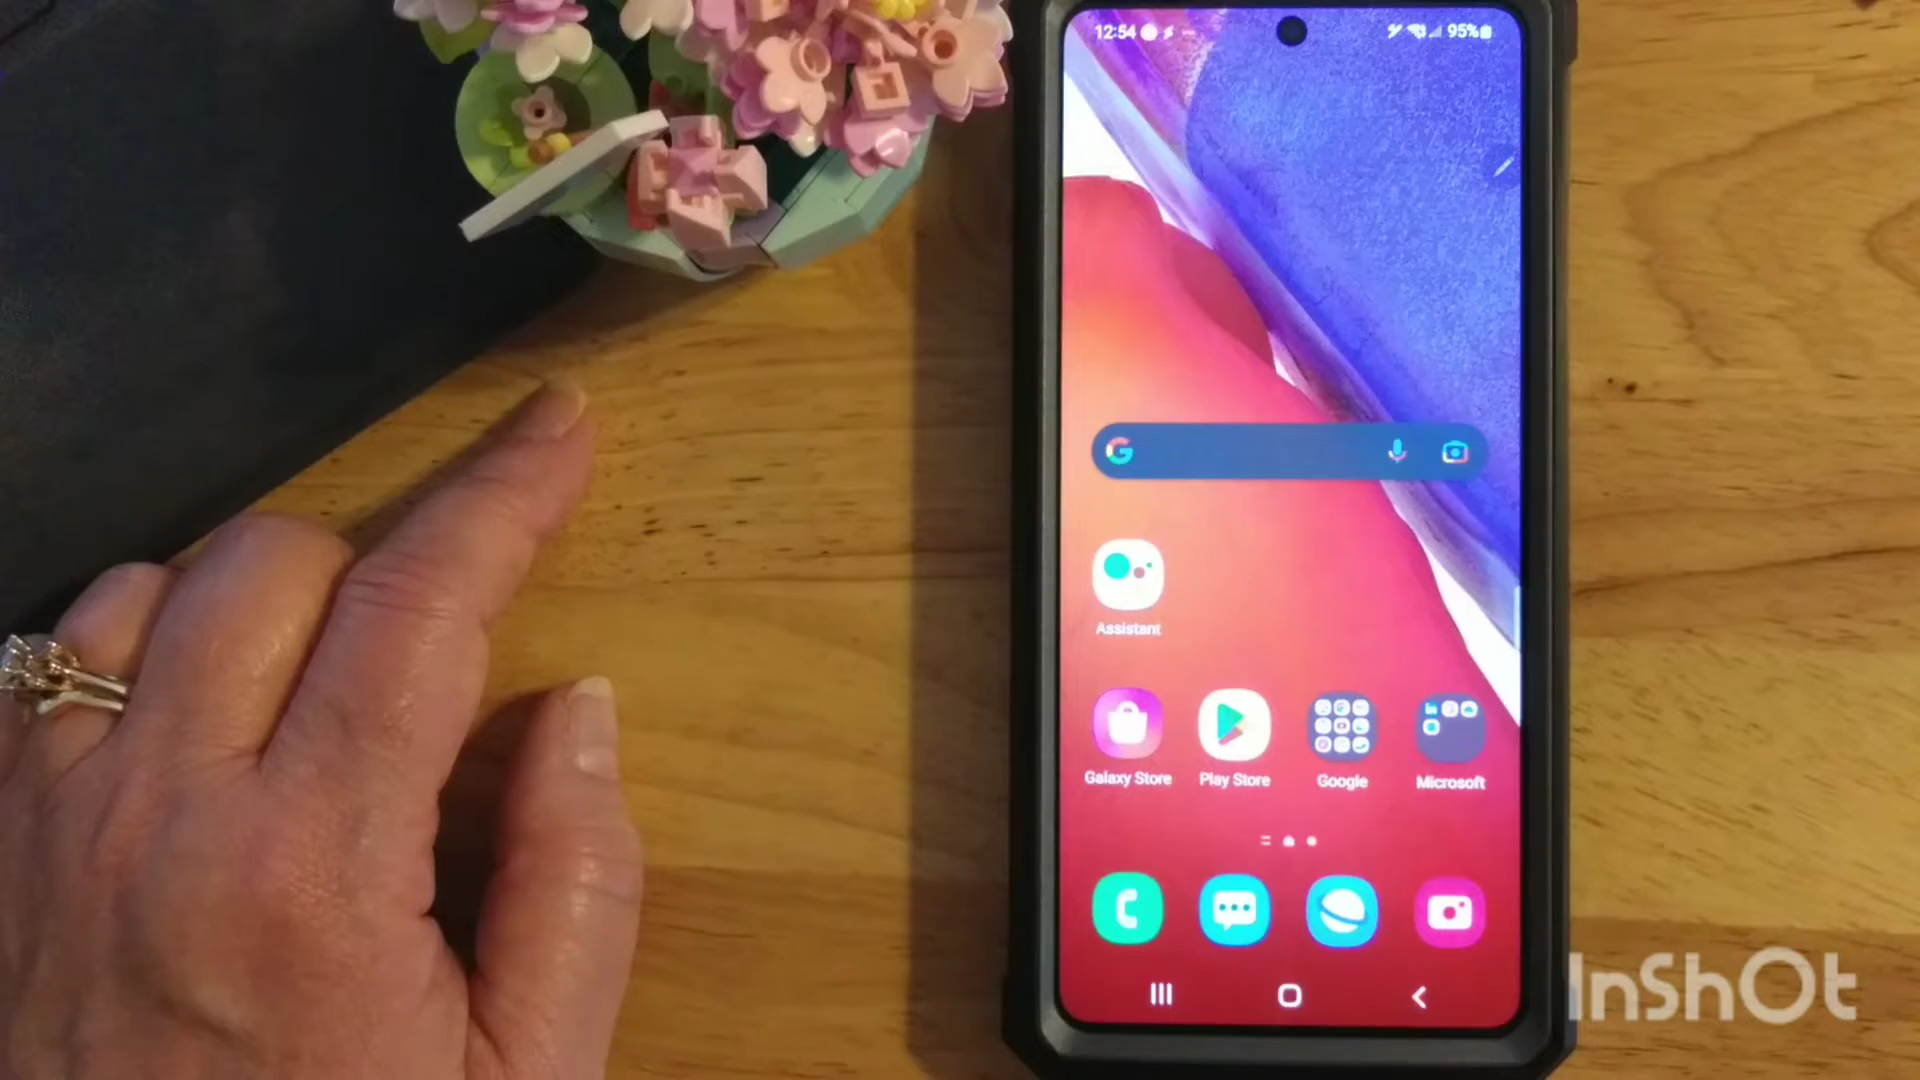 12:54
95%
G
Assistant
Galaxy Store
Play Store
Google
Microsoft
InShOt